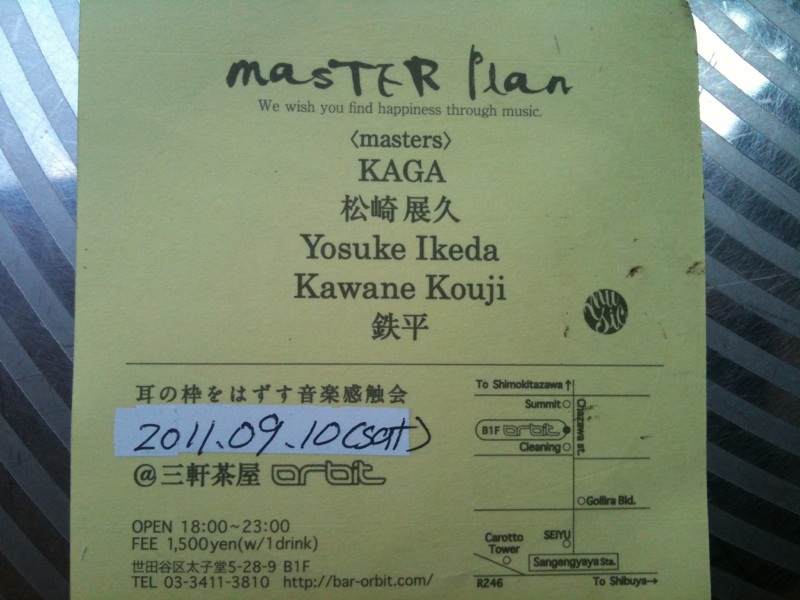 masTER Plan
We wish you find happiness through music.
〈masters〉
KAGA
松崎 展久
Yosuke Ikeda
Kawane Kouji
鉄平
music
耳の枠をはずす音楽感触会
2011.09.10(sat)
@三軒茶屋 orbit
OPEN 18:00~23:00
FEE 1,500yen(w/1drink)
世田谷区太子堂5-28-9 B1F
TEL 03-3411-3810 http://bar-orbit.com/
To Shimokitazawa↑
Summit
Chazawa st.
B1F orbit
Cleaning
Gollira Bld.
Carotto
Tower
SEIYU
Sangengyaya Sta.
R246
To Shibuya→